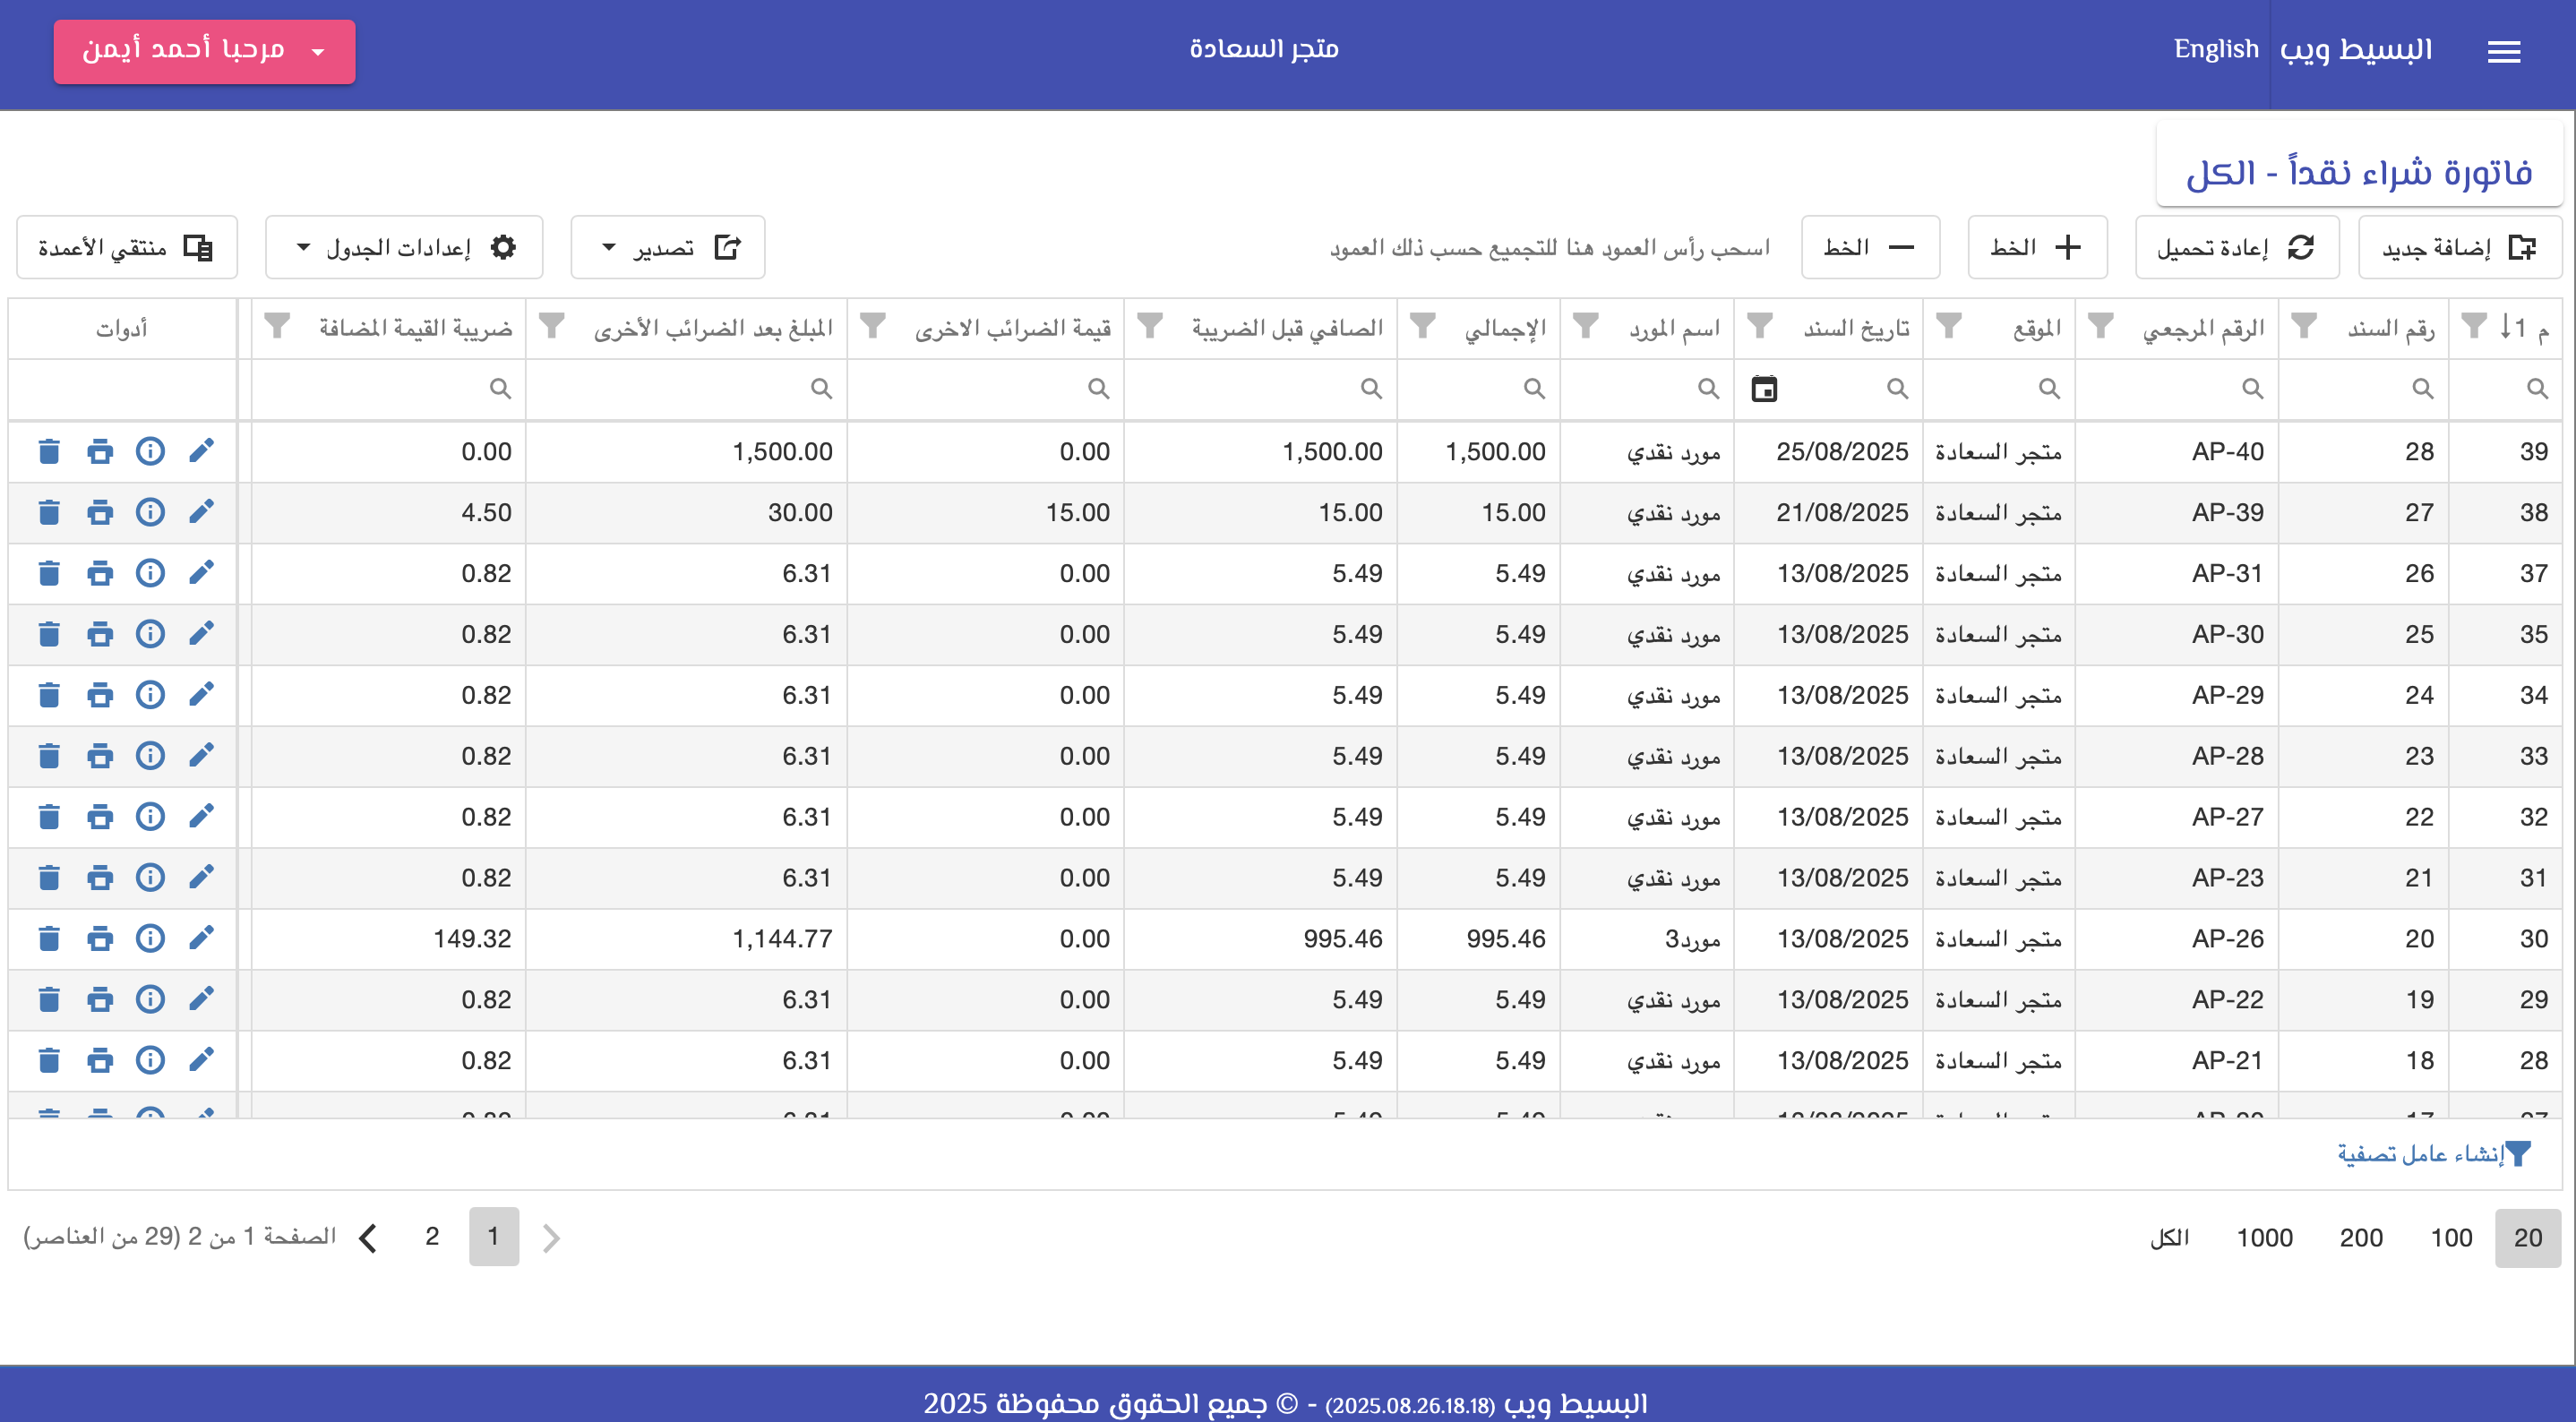 البسيط ويب English متجر السعادة مرحبا أحمد أيمن
فاتورة شراء نقداً - الكل
إضافة جديد إعادة تحميل + الخط − الخط اسحب رأس العمود هنا للتجميع حسب ذلك العمود تصدير إعدادات الجدول منتقي الأعمدة
م 1↓ رقم السند الرقم المرجعي الموقع تاريخ السند اسم المورد الإجمالي الصافي قبل الضريبة قيمة الضرائب الاخرى المبلغ بعد الضرائب الأخرى ضريبة القيمة المضافة أدوات
39 28 AP-40 متجر السعادة 25/08/2025 مورد نقدي 1,500.00 1,500.00 0.00 1,500.00 0.00
38 27 AP-39 متجر السعادة 21/08/2025 مورد نقدي 15.00 15.00 15.00 30.00 4.50
37 26 AP-31 متجر السعادة 13/08/2025 مورد نقدي 5.49 5.49 0.00 6.31 0.82
35 25 AP-30 متجر السعادة 13/08/2025 مورد نقدي 5.49 5.49 0.00 6.31 0.82
34 24 AP-29 متجر السعادة 13/08/2025 مورد نقدي 5.49 5.49 0.00 6.31 0.82
33 23 AP-28 متجر السعادة 13/08/2025 مورد نقدي 5.49 5.49 0.00 6.31 0.82
32 22 AP-27 متجر السعادة 13/08/2025 مورد نقدي 5.49 5.49 0.00 6.31 0.82
31 21 AP-23 متجر السعادة 13/08/2025 مورد نقدي 5.49 5.49 0.00 6.31 0.82
30 20 AP-26 متجر السعادة 13/08/2025 مورد3 995.46 995.46 0.00 1,144.77 149.32
29 19 AP-22 متجر السعادة 13/08/2025 مورد نقدي 5.49 5.49 0.00 6.31 0.82
28 18 AP-21 متجر السعادة 13/08/2025 مورد نقدي 5.49 5.49 0.00 6.31 0.82
إنشاء عامل تصفية
20 100 200 1000 الكل 1 2 الصفحة 1 من 2 (29 من العناصر)
البسيط ويب (2025.08.26.18.18) - © جميع الحقوق محفوظة 2025